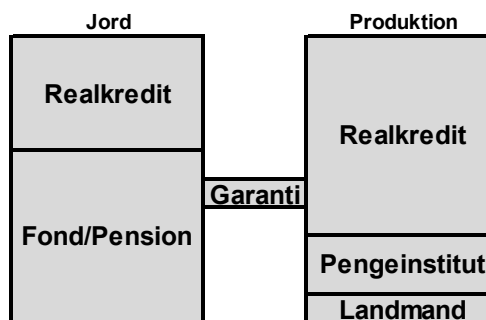 Jord
Produktion
Realkredit
Realkredit
Garanti
Fond/Pension
Pengeinstitut
Landmand